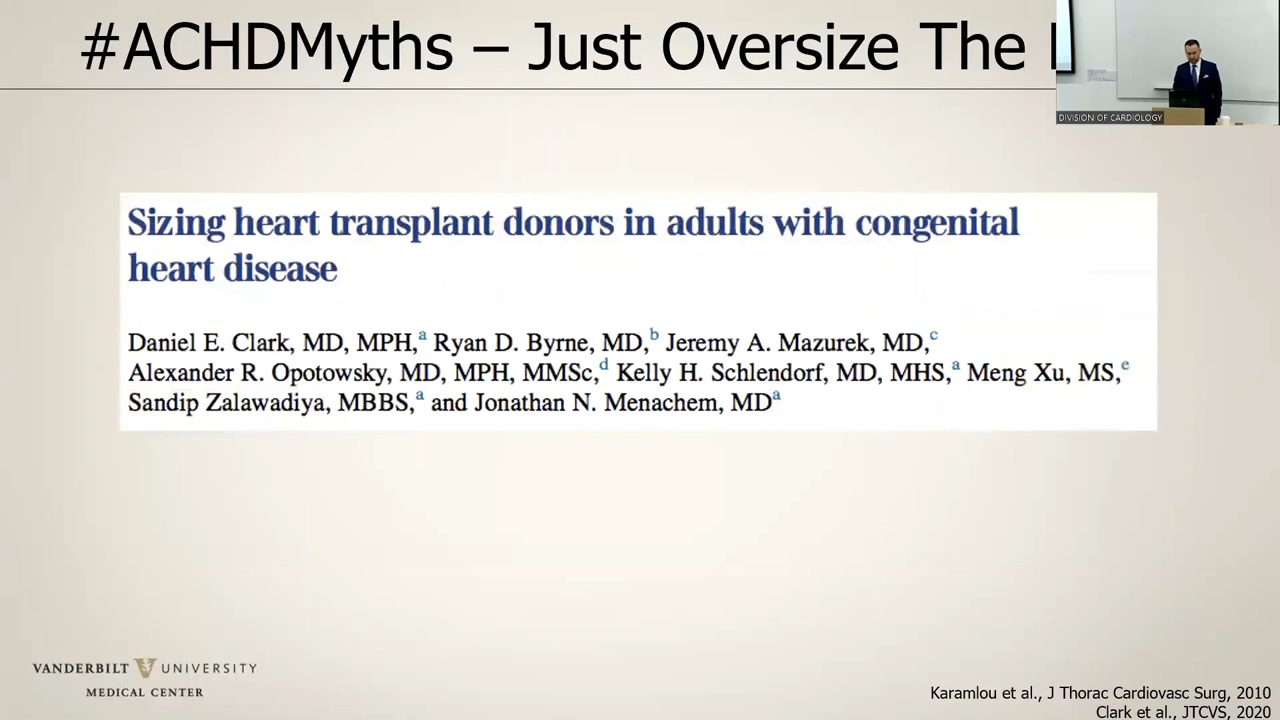 #ACHDMyths – Just Oversize The
DIVISION OF CARDIOLOGY
Sizing heart transplant donors in adults with congenital
heart disease
Daniel E. Clark, MD, MPH,a Ryan D. Byrne, MD,b Jeremy A. Mazurek, MD,c
Alexander R. Opotowsky, MD, MPH, MMSc,d Kelly H. Schlendorf, MD, MHS,a Meng Xu, MS,e
Sandip Zalawadiya, MBBS,a and Jonathan N. Menachem, MDa
VANDERBILT V UNIVERSITY
MEDICAL CENTER
Karamlou et al., J Thorac Cardiovasc Surg, 2010
Clark et al., JTCVS, 2020